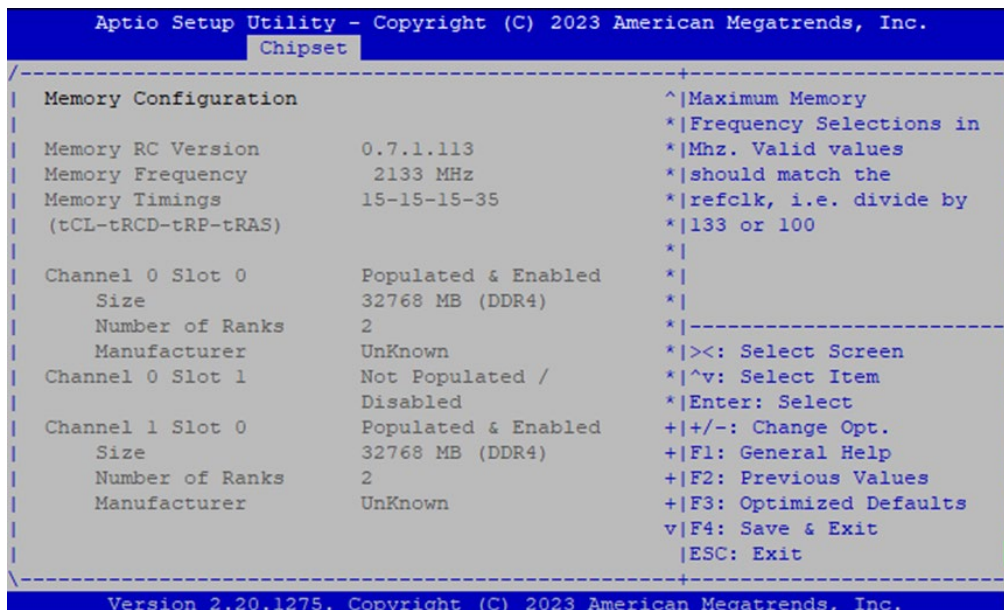 Aptio Setup Utility - Copyright (C) 2023 American Megatrends, Inc.
Chipset
/----------------------------------------------------+-------------------------
| Memory Configuration ^|Maximum Memory
| *|Frequency Selections in
| Memory RC Version 0.7.1.113 *|Mhz. Valid values
| Memory Frequency 2133 MHz *|should match the
| Memory Timings 15-15-15-35 *|refclk, i.e. divide by
| (tCL-tRCD-tRP-tRAS) *|133 or 100
| *|
| Channel 0 Slot 0 Populated & Enabled *|
| Size 32768 MB (DDR4) *|
| Number of Ranks 2 *|-------------------------
| Manufacturer UnKnown *|><: Select Screen
| Channel 0 Slot 1 Not Populated / *|^v: Select Item
| Disabled *|Enter: Select
| Channel 1 Slot 0 Populated & Enabled +|+/-: Change Opt.
| Size 32768 MB (DDR4) +|F1: General Help
| Number of Ranks 2 +|F2: Previous Values
| Manufacturer UnKnown +|F3: Optimized Defaults
| v|F4: Save & Exit
| |ESC: Exit
\----------------------------------------------------+-------------------------
Version 2.20.1275. Copyright (C) 2023 American Megatrends, Inc.